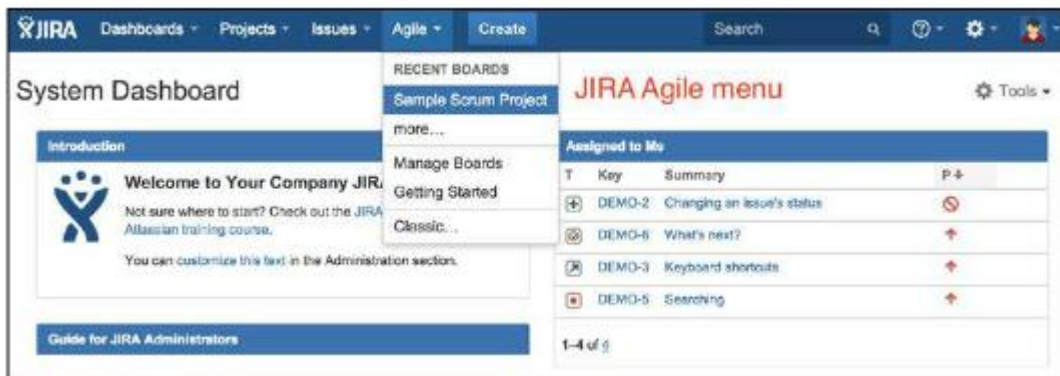 JIRA Dashboards Projects Issues Agile Create Search
System Dashboard
RECENT BOARDS
Sample Scrum Project
more...
Manage Boards
Getting Started
Classic...
JIRA Agile menu
Tools
Introduction
Welcome to Your Company JIRA
Not sure where to start? Check out the JIRA
Atlassian training course.
You can customize this text in the Administration section.
Guide for JIRA Administrators
Assigned to Me
T Key Summary P
DEMO-2 Changing an issue's status
DEMO-6 What's next?
DEMO-3 Keyboard shortcuts
DEMO-5 Searching
1–4 of 4